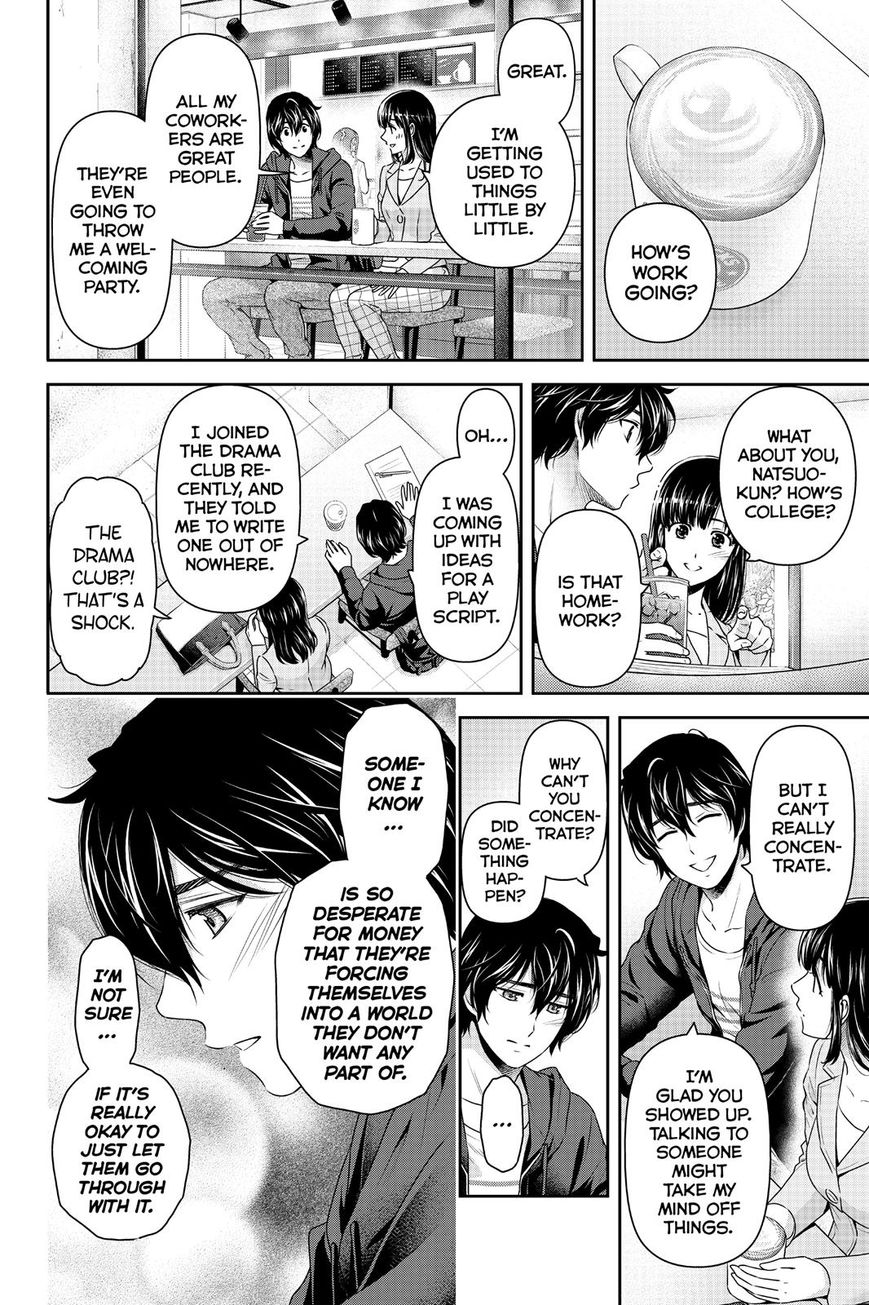 HOW'S
WORK
GOING?
GREAT.
I'M
GETTING
USED TO
THINGS
LITTLE BY
LITTLE.
ALL MY
COWORK-
ERS ARE
GREAT
PEOPLE.
THEY'RE
EVEN
GOING TO
THROW
ME A WEL-
COMING
PARTY.
WHAT
ABOUT YOU,
NATSUO-
KUN? HOW'S
COLLEGE?
IS THAT
HOME-
WORK?
OH...
I WAS
COMING
UP WITH
IDEAS
FOR A
PLAY
SCRIPT.
I JOINED
THE DRAMA
CLUB RE-
CENTLY, AND
THEY TOLD
ME TO WRITE
ONE OUT OF
NOWHERE.
THE
DRAMA
CLUB?!
THAT'S A
SHOCK.
BUT I
CAN'T
REALLY
CONCEN-
TRATE.
I'M
GLAD YOU
SHOWED UP.
TALKING TO
SOMEONE
MIGHT
TAKE MY
MIND OFF
THINGS.
WHY
CAN'T
YOU
CONCEN-
TRATE?
DID
SOME-
THING
HAP-
PEN?
...
SOME-
ONE I
KNOW
...
IS SO
DESPERATE
FOR MONEY
THAT THEY'RE
FORCING
THEMSELVES
INTO A WORLD
THEY DON'T
WANT ANY
PART OF.
I'M
NOT
SURE
...
IF IT'S
REALLY
OKAY TO
JUST LET
THEM GO
THROUGH
WITH IT.